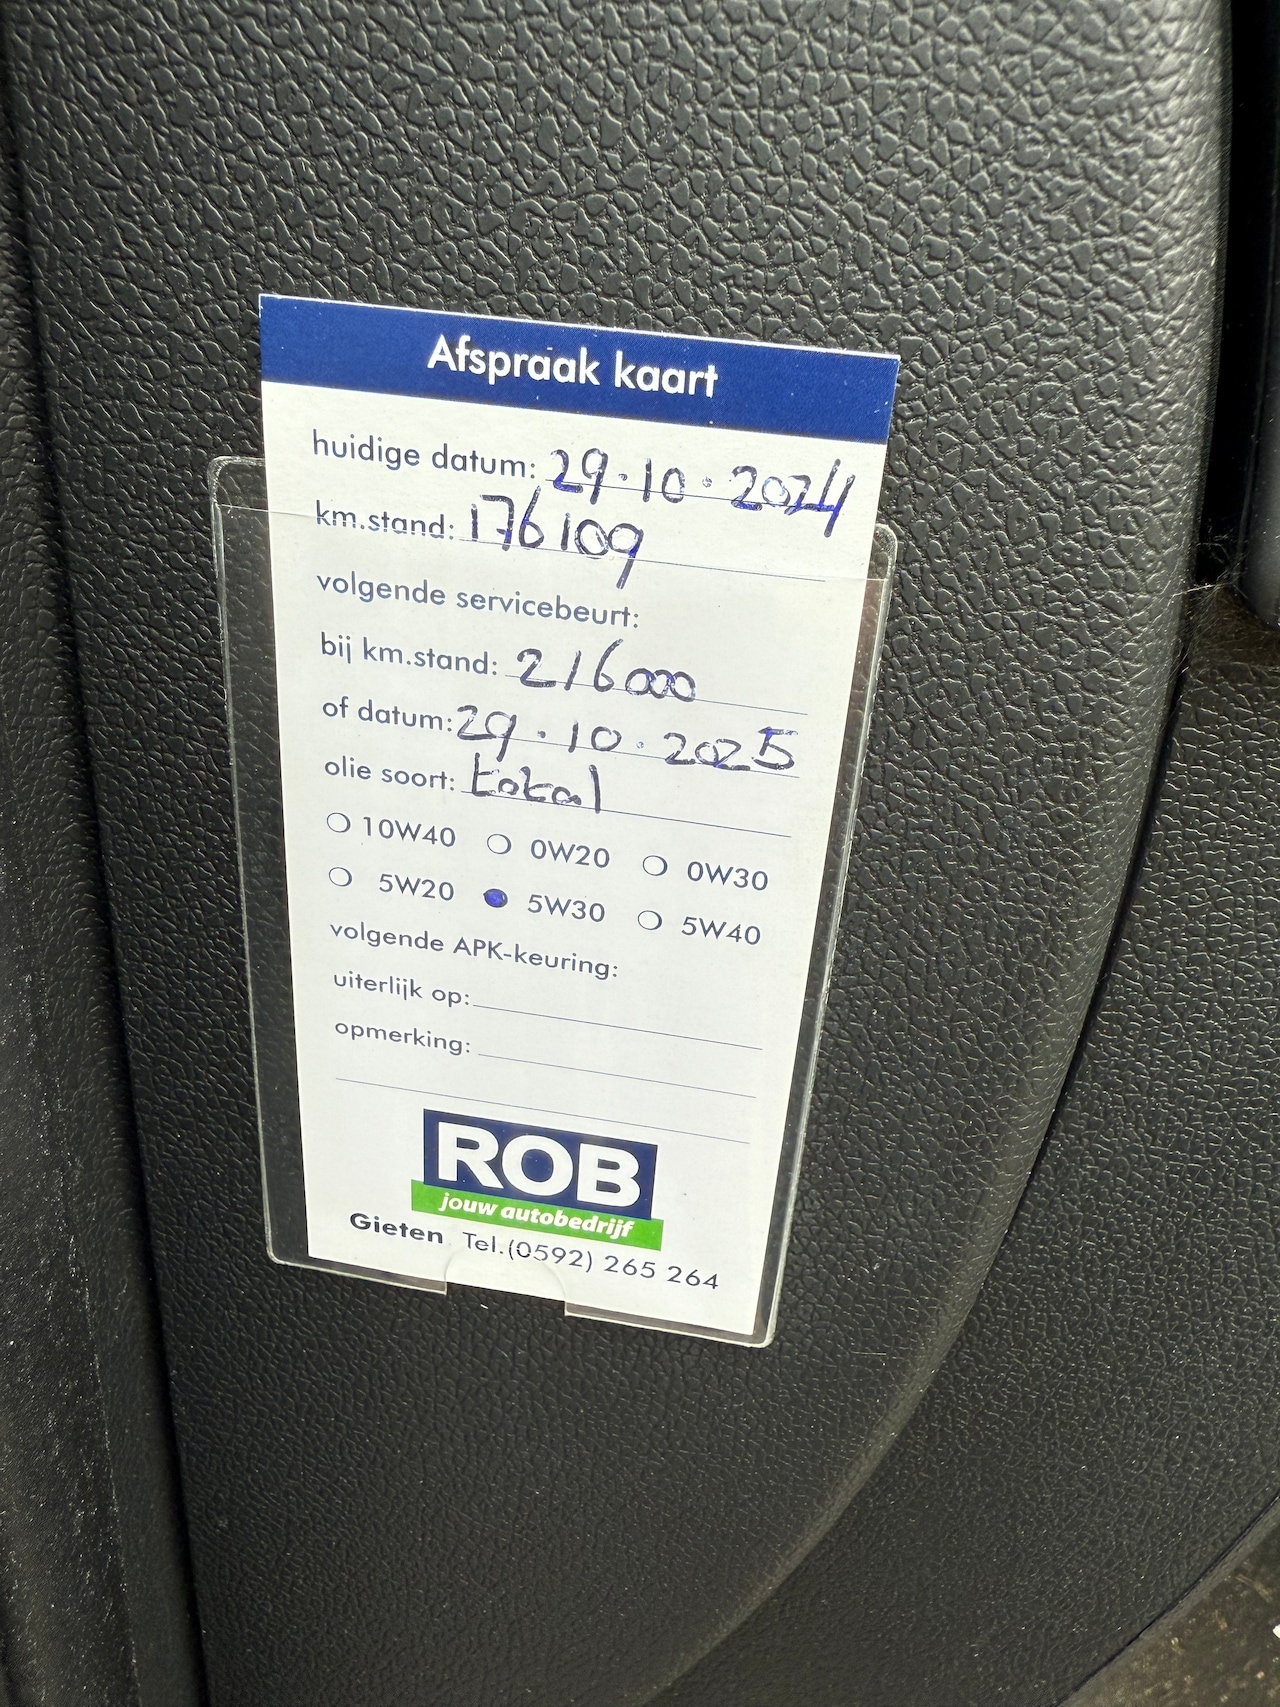 Afspraak kaart
huidige datum: 29.10.2024
km.stand: 176109
volgende servicebeurt:
bij km.stand: 216000
of datum: 29.10.2025
olie soort: total
10W40 0W20 0W30
5W20 5W30 5W40
volgende APK-keuring:
uiterlijk op:
opmerking:
ROB
jouw autobedrijf
Gieten Tel.(0592) 265 264